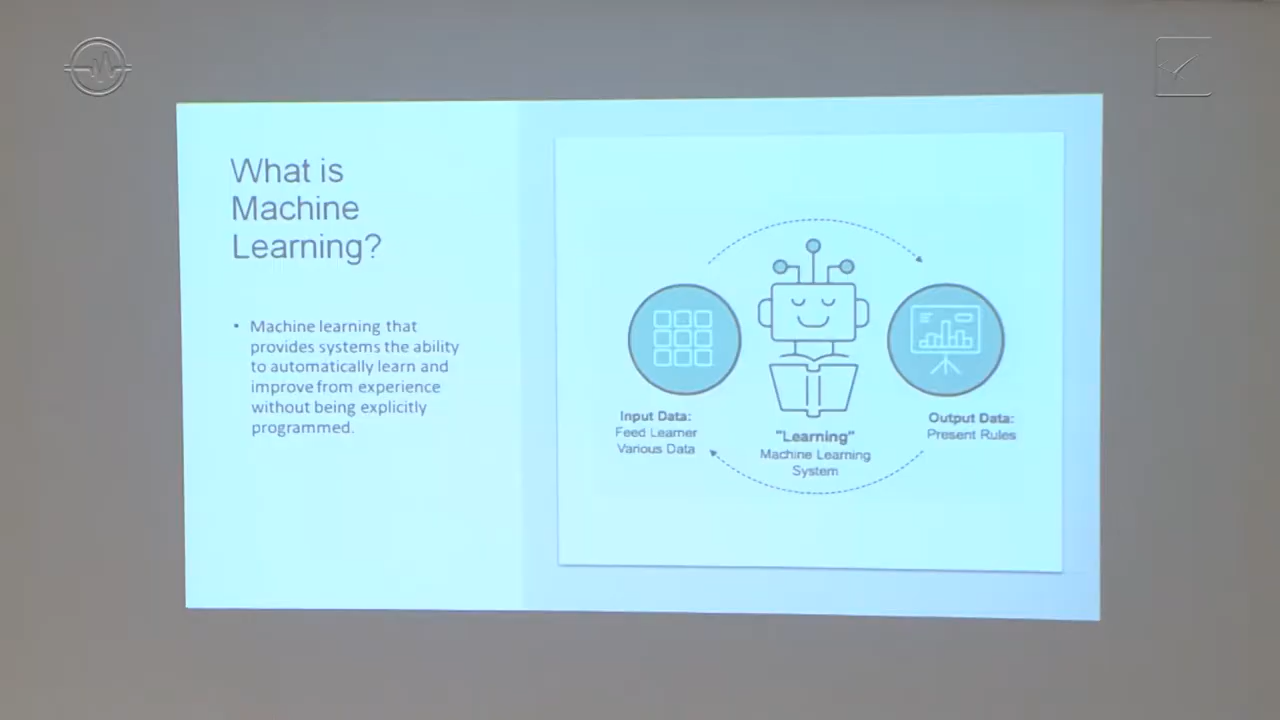 What is
Machine
Learning?
• Machine learning that
provides systems the ability
to automatically learn and
improve from experience
without being explicitly
programmed.
Input Data:
Feed Learner
Various Data
"Learning"
Machine Learning
System
Output Data:
Present Rules